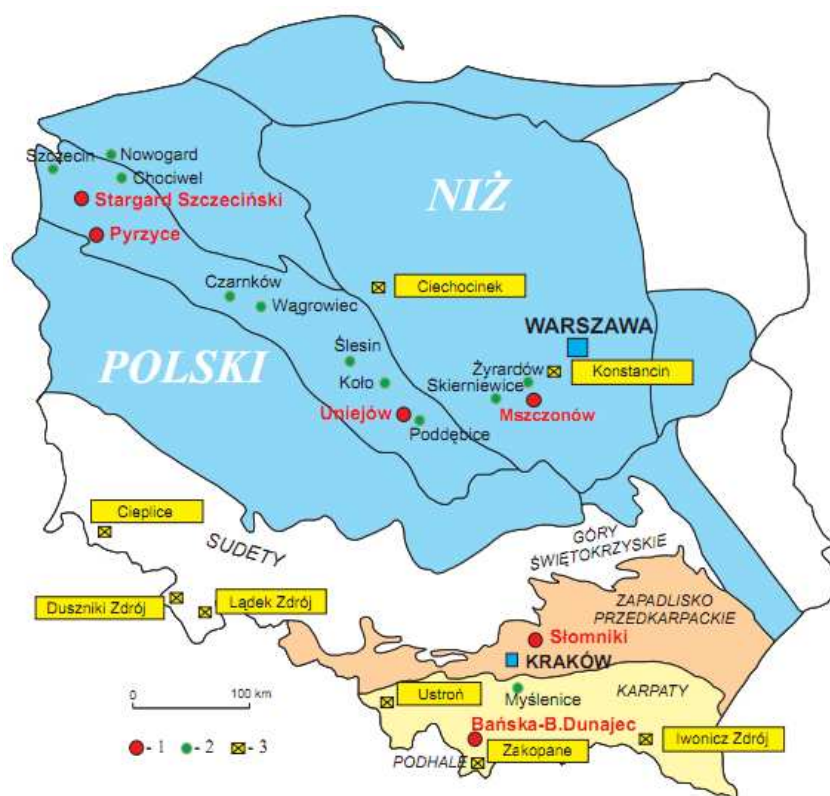 Szczecin
Nowogard
Chociwel
Stargard Szczeciński
Pyrzyce
NIŻ
Czarnków
Wągrowiec
Ciechocinek
WARSZAWA
POLSKI
Ślesin
Koło
Żyrardów
Skierniewice
Konstancin
Uniejów
Mszczonów
Poddębice
Cieplice
SUDETY
GÓRY
ŚWIĘTOKRZYSKIE
Duszniki Zdrój
Lądek Zdrój
ZAPADLISKO
PRZEDKARPACKIE
Słomniki
KRAKÓW
0 100 km
Ustroń
Myślenice
KARPATY
Bańska-B.Dunajec
Iwonicz Zdrój
- 1 - 2 - 3
PODHALE
Zakopane